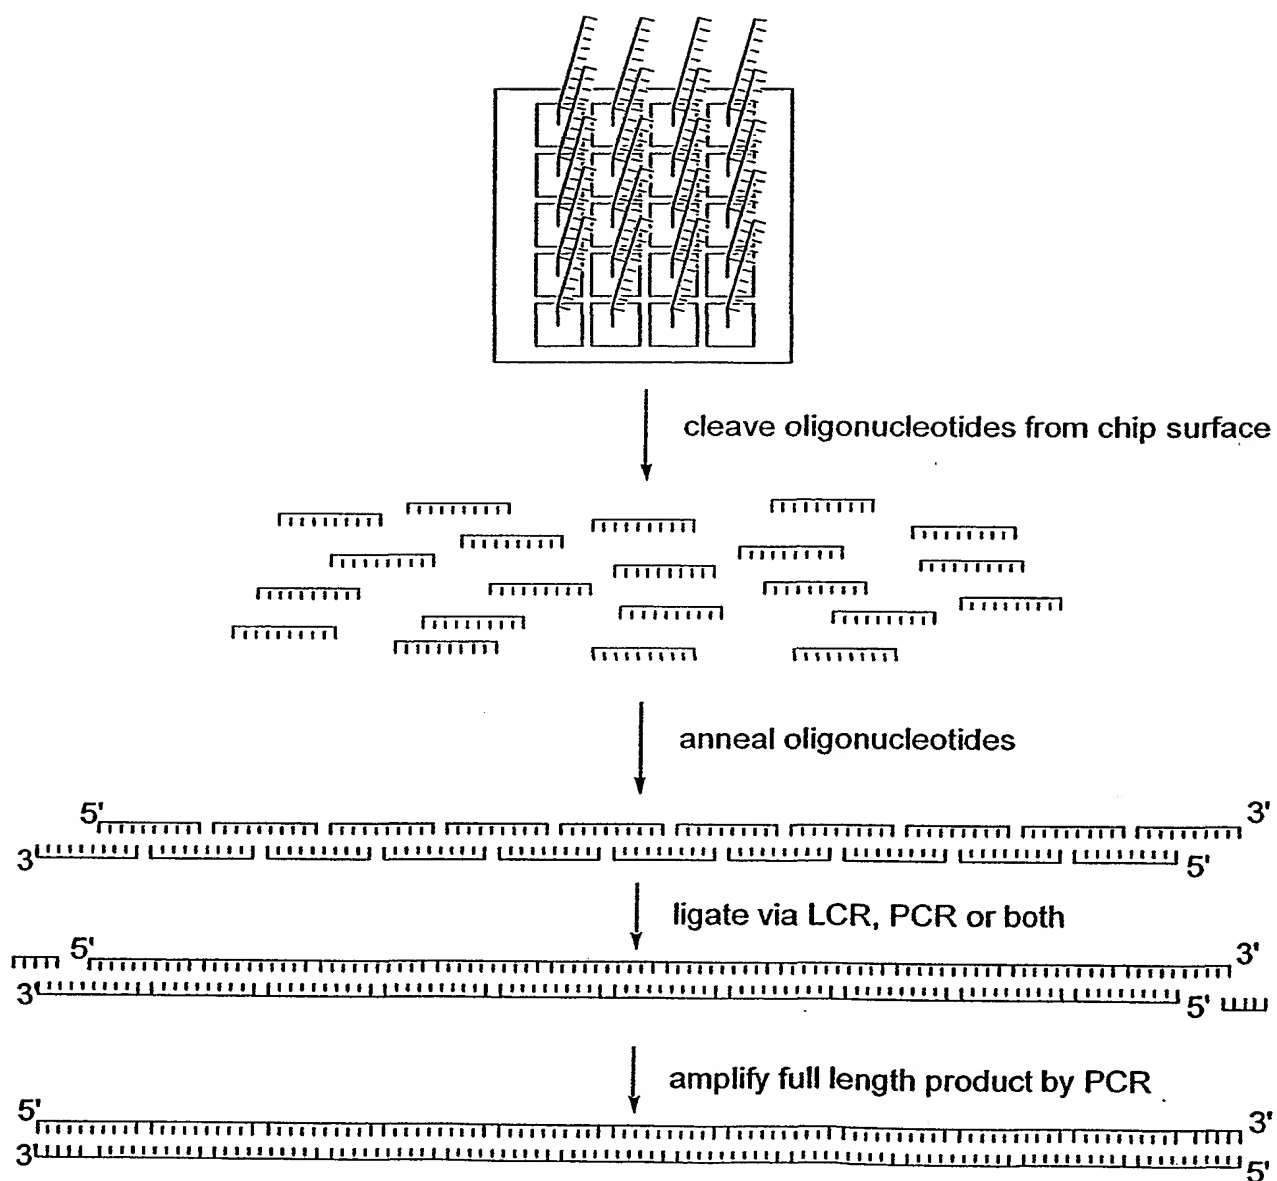 cleave oligonucleotides from chip surface
anneal oligonucleotides
5' 3'
3 5'
ligate via LCR, PCR or both
5' 3'
3 5'
amplify full length product by PCR
5' 3'
3' 5'